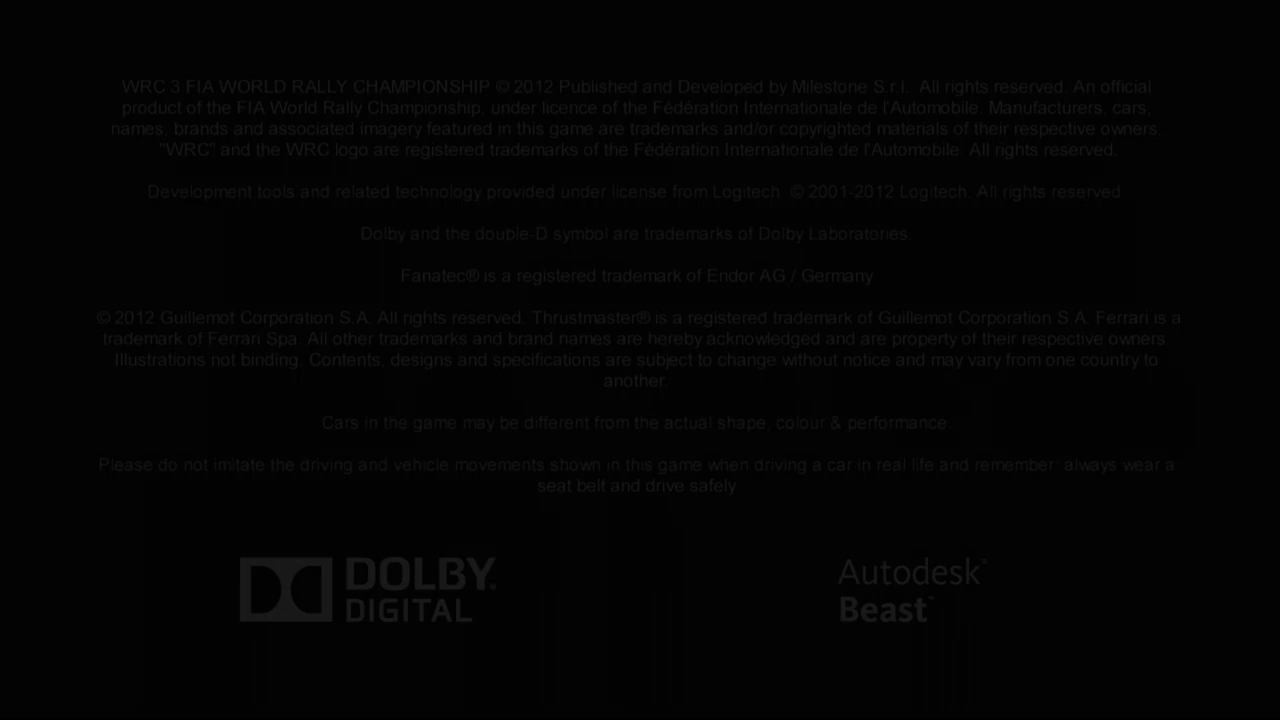 WRC 3 FIA WORLD RALLY CHAMPIONSHIP © 2012 Published and Developed by Milestone S.r.l. All rights reserved. An official
product of the FIA World Rally Championship, under licence of the Fédération Internationale de l'Automobile. Manufacturers, cars,
names, brands and associated imagery featured in this game are trademarks and/or copyrighted materials of their respective owners.
"WRC" and the WRC logo are registered trademarks of the Fédération Internationale de l'Automobile. All rights reserved.
Development tools and related technology provided under license from Logitech. © 2001-2012 Logitech. All rights reserved.
Dolby and the double-D symbol are trademarks of Dolby Laboratories.
Fanatec® is a registered trademark of Endor AG / Germany
© 2012 Guillemot Corporation S.A. All rights reserved. Thrustmaster® is a registered trademark of Guillemot Corporation S.A. Ferrari is a
trademark of Ferrari Spa. All other trademarks and brand names are hereby acknowledged and are property of their respective owners.
Illustrations not binding. Contents, designs and specifications are subject to change without notice and may vary from one country to
another.
Cars in the game may be different from the actual shape, colour & performance.
Please do not imitate the driving and vehicle movements shown in this game when driving a car in real life and remember: always wear a
seat belt and drive safely.
DOLBY®
DIGITAL
Autodesk™
Beast™